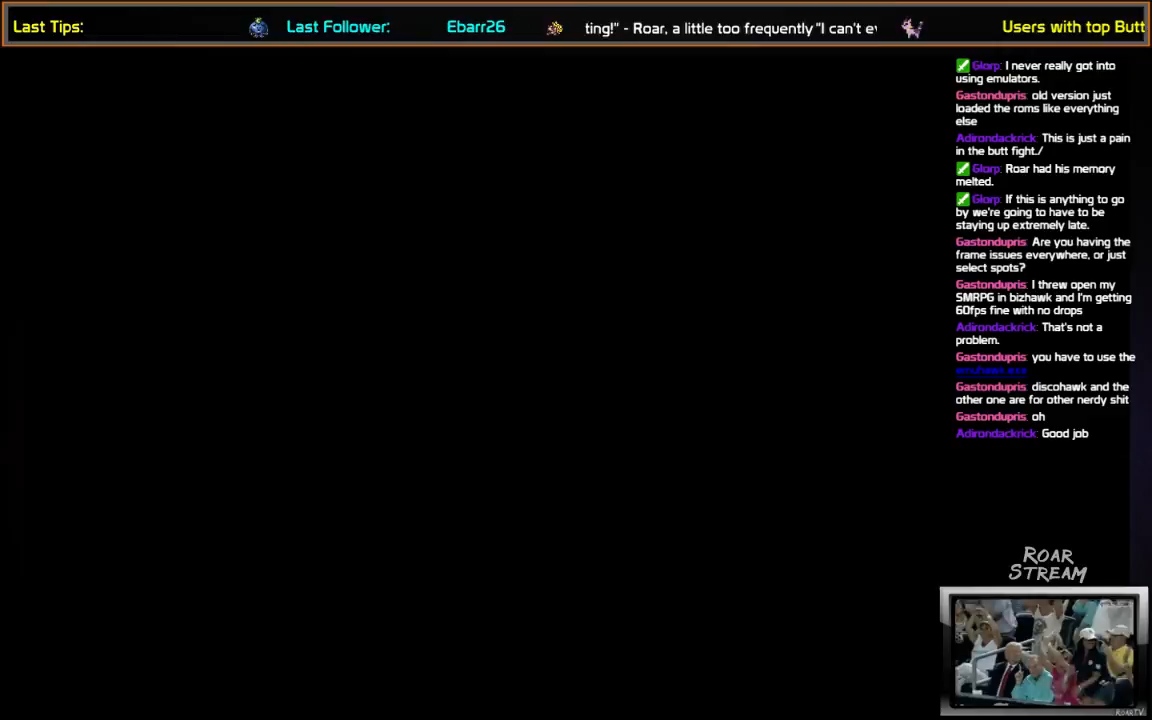 Last Tips:
Last Follower:
Ebarr26
ting!" - Roar, a little too frequently "I can't ev
Users with top Butt
Glorp: I never really got into
using emulators.
Gastondupris: old version just
loaded the roms like everything
else
Adirondackrick: This is just a pain
in the butt fight./
Glorp: Roar had his memory
melted.
Glorp: If this is anything to go
by we're going to have to be
staying up extremely late.
Gastondupris: Are you having the
frame issues everywhere, or just
select spots?
Gastondupris: I threw open my
SMRPG in bizhawk and I'm getting
60fps fine with no drops
Adirondackrick: That's not a
problem.
Gastondupris: you have to use the
emuhawk.exe
Gastondupris: discohawk and the
other one are for other nerdy shit
Gastondupris: oh
Adirondackrick: Good job
ROAR
STREAM
ROARTV